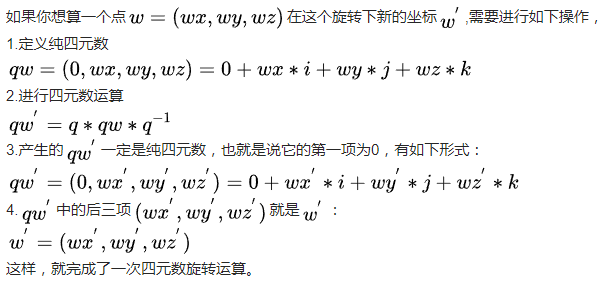 如果你想算一个点 w = (wx, wy, wz) 在这个旋转下新的坐标 w′ ,需要进行如下操作，
1.定义纯四元数
qw = (0, wx, wy, wz) = 0 + wx ∗ i + wy ∗ j + wz ∗ k
2.进行四元数运算
qw′ = q ∗ qw ∗ q⁻¹
3.产生的 qw′ 一定是纯四元数，也就是说它的第一项为0，有如下形式：
qw′ = (0, wx′, wy′, wz′) = 0 + wx′ ∗ i + wy′ ∗ j + wz′ ∗ k
4. qw′ 中的后三项 (wx′, wy′, wz′) 就是 w′ ：
w′ = (wx′, wy′, wz′)
这样，就完成了一次四元数旋转运算。